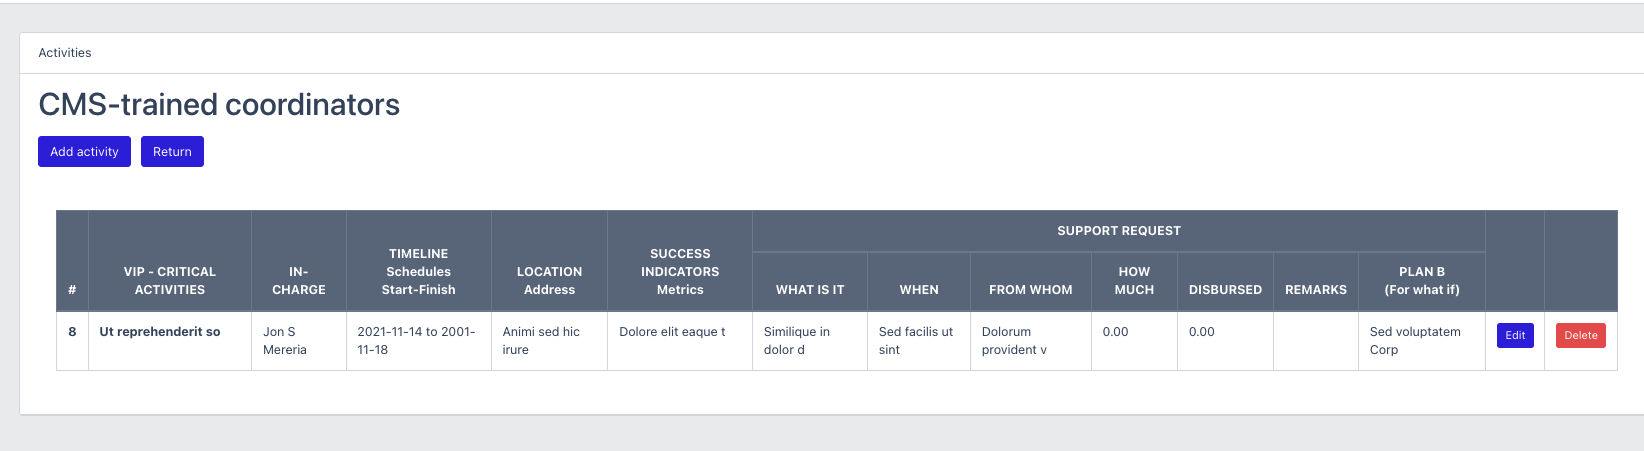 Activities
CMS-trained coordinators
Add activity Return
SUPPORT REQUEST
#
VIP - CRITICAL
ACTIVITIES
IN-
CHARGE
TIMELINE
Schedules
Start-Finish
LOCATION
Address
SUCCESS
INDICATORS
Metrics
WHAT IS IT
WHEN
FROM WHOM
HOW
MUCH
DISBURSED
REMARKS
PLAN B
(For what if)
8
Ut reprehenderit so
Jon S
Mereria
2021-11-14 to 2001-
11-18
Animi sed hic
irure
Dolore elit eaque t
Similique in
dolor d
Sed facilis ut
sint
Dolorum
provident v
0.00
0.00
Sed voluptatem
Corp
Edit
Delete